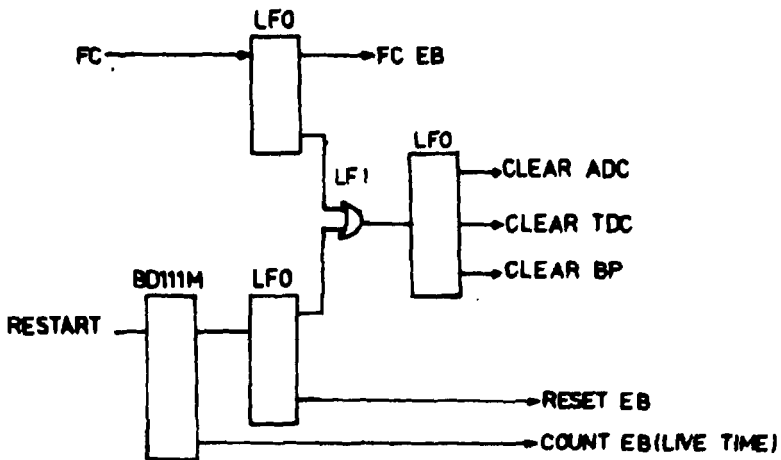 LFO
FC
FC EB
LFO
LF1
CLEAR ADC
CLEAR TDC
CLEAR BP
BD111M
LFO
RESTART
RESET EB
COUNT EB(LIVE TIME)